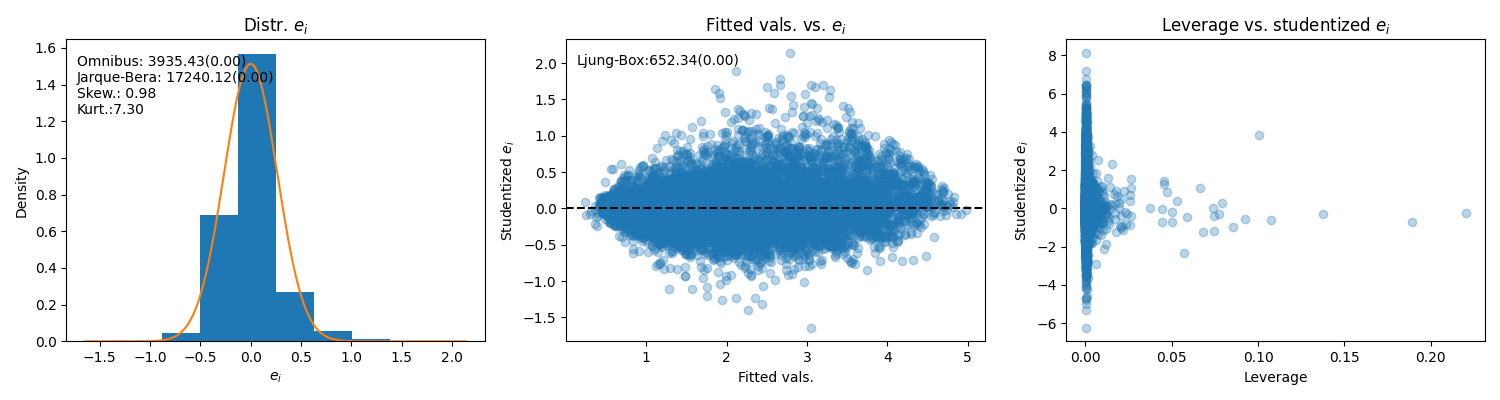 Distr. e_i
Omnibus: 3935.43(0.00)
Jarque-Bera: 17240.12(0.00)
Skew.: 0.98
Kurt.:7.30
Density
1.6
1.4
1.2
1.0
0.8
0.6
0.4
0.2
0.0
−1.5 −1.0 −0.5 0.0 0.5 1.0 1.5 2.0
e_i
Fitted vals. vs. e_i
Ljung-Box:652.34(0.00)
Studentized e_i
2.0
1.5
1.0
0.5
0.0
−0.5
−1.0
−1.5
1 2 3 4 5
Fitted vals.
Leverage vs. studentized e_i
Studentized e_i
8
6
4
2
0
−2
−4
−6
0.00 0.05 0.10 0.15 0.20
Leverage